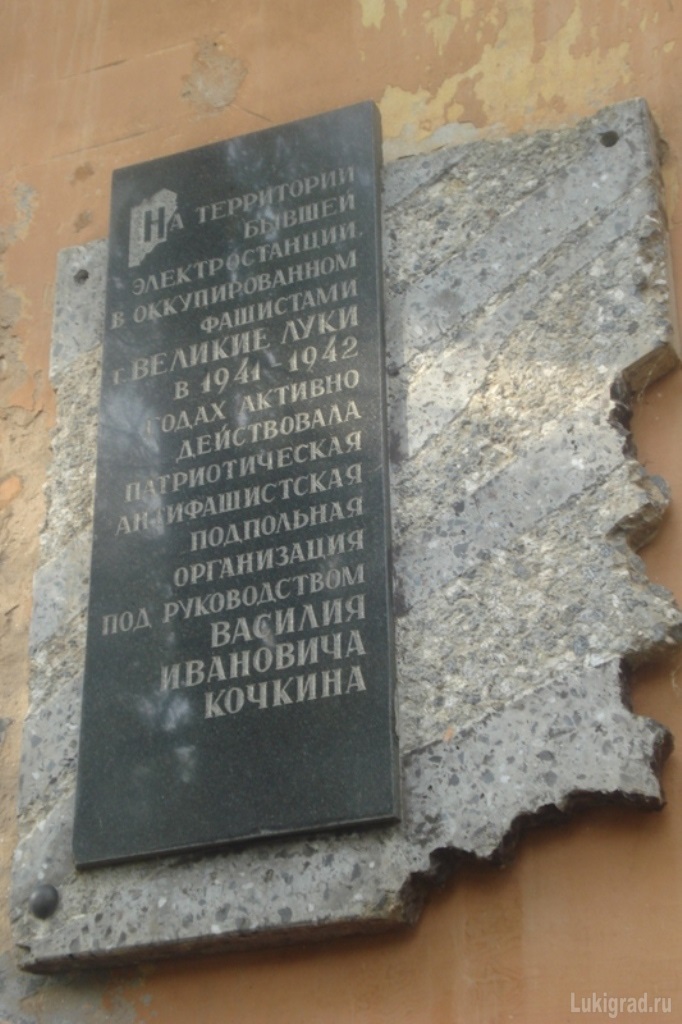 На территории
бывшей
электростанции
в оккупированном
фашистами
г. Великие Луки
в 1941 - 1942
годах активно
действовала
патриотическая
антифашистская
подпольная
организация
под руководством
Василия
Ивановича
Кочкина
Lukigrad.ru